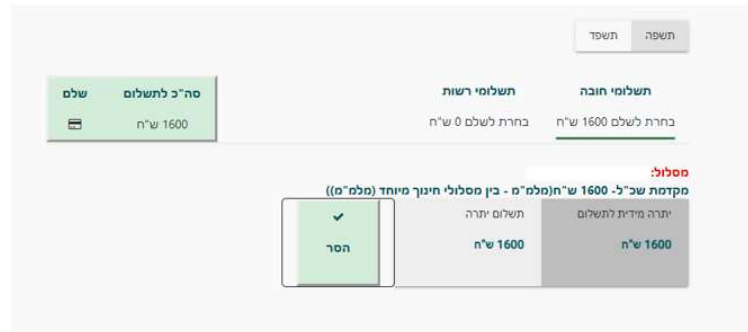 תשפה תשפד
תשלומי חובה תשלומי רשות סה"כ לתשלום שלם
בחרת לשלם 1600 ש"ח בחרת לשלם 0 ש"ח 1600 ש"ח
מסלול:
מקדמת שכ"ל- 1600 ש"ח(מלמ"מ - בין מסלולי חינוך מיוחד (מלמ"מ))
יתרה מידית לתשלום תשלום יתרה
1600 ש"ח 1600 ש"ח הסר